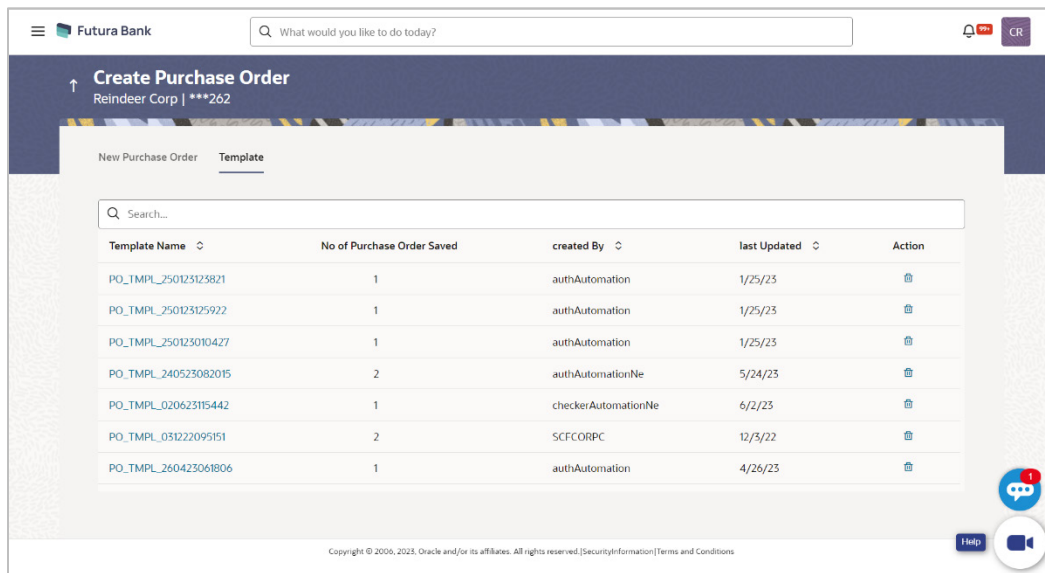 Futura Bank
What would you like to do today?
99+
CR
Create Purchase Order
Reindeer Corp | ***262
New Purchase Order Template
Search...
Template Name No of Purchase Order Saved created By last Updated Action
PO_TMPL_250123123821 1 authAutomation 1/25/23
PO_TMPL_250123125922 1 authAutomation 1/25/23
PO_TMPL_250123010427 1 authAutomation 1/25/23
PO_TMPL_240523082015 2 authAutomationNe 5/24/23
PO_TMPL_020623115442 1 checkerAutomationNe 6/2/23
PO_TMPL_031222095151 2 SCFCORPC 12/3/22
PO_TMPL_260423061806 1 authAutomation 4/26/23
1
Help
Copyright © 2006, 2023, Oracle and/or its affiliates. All rights reserved.|SecurityInformation|Terms and Conditions